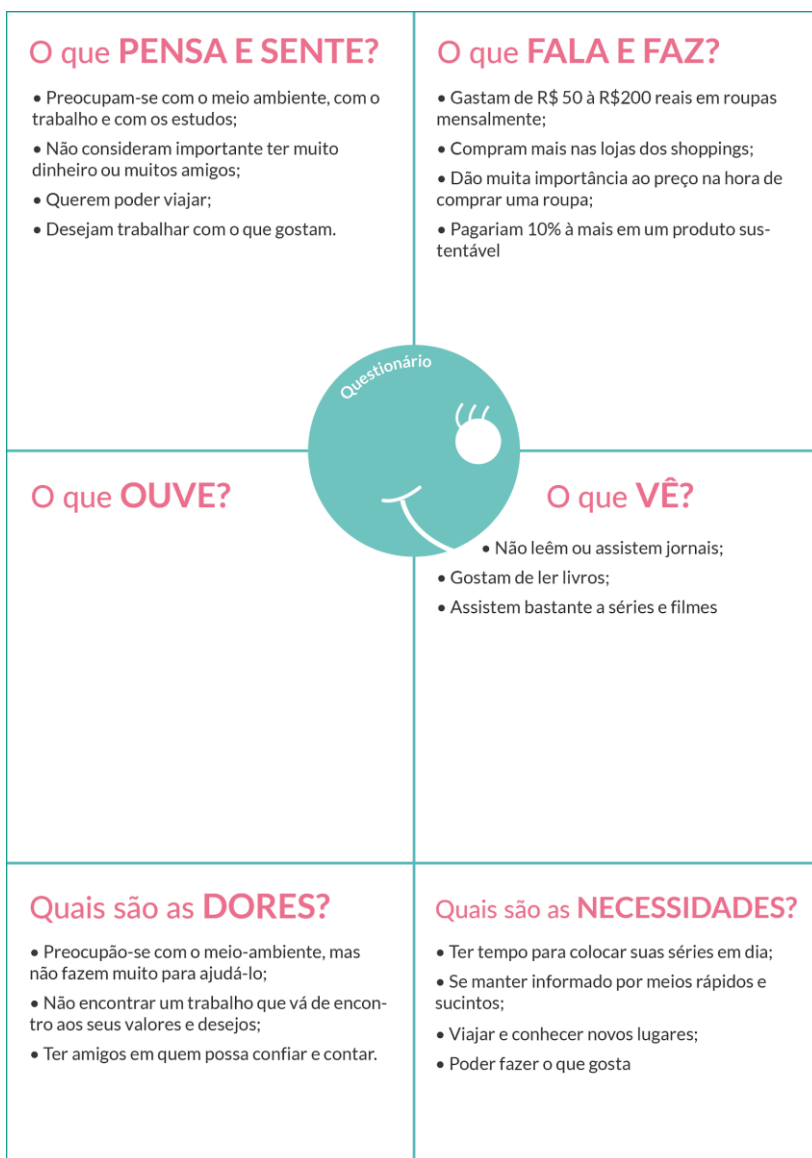 O que PENSA E SENTE?
• Preocupam-se com o meio ambiente, com o
trabalho e com os estudos;
• Não consideram importante ter muito
dinheiro ou muitos amigos;
• Querem poder viajar;
• Desejam trabalhar com o que gostam.
O que FALA E FAZ?
• Gastam de R$ 50 à R$200 reais em roupas
mensalmente;
• Compram mais nas lojas dos shoppings;
• Dão muita importância ao preço na hora de
comprar uma roupa;
• Pagariam 10% à mais em um produto sus-
tentável
Questionário
O que OUVE?
O que VÊ?
• Não leêm ou assistem jornais;
• Gostam de ler livros;
• Assistem bastante a séries e filmes
Quais são as DORES?
• Preocupão-se com o meio-ambiente, mas
não fazem muito para ajudá-lo;
• Não encontrar um trabalho que vá de encon-
tro aos seus valores e desejos;
• Ter amigos em quem possa confiar e contar.
Quais são as NECESSIDADES?
• Ter tempo para colocar suas séries em dia;
• Se manter informado por meios rápidos e
sucintos;
• Viajar e conhecer novos lugares;
• Poder fazer o que gosta